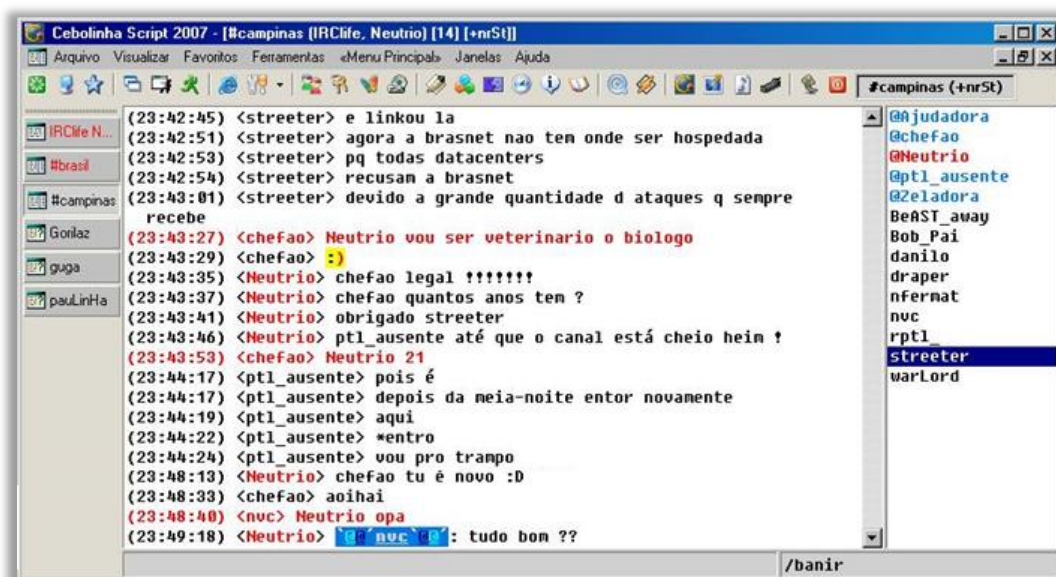 Cebolinha Script 2007 - [#campinas (IRClife, Neutrio) [14] [+nrSt]]
Arquivo Visualizar Favoritos Ferramentas «Menu Principal» Janelas Ajuda
#campinas (+nrSt)
IRClife N...
#brasil
#campinas
Gorilaz
guga
pauLinHa
(23:42:45) <streeter> e linkou la
(23:42:51) <streeter> agora a brasnet nao tem onde ser hospedada
(23:42:53) <streeter> pq todas datacenters
(23:42:54) <streeter> recusam a brasnet
(23:43:01) <streeter> devido a grande quantidade d ataques q sempre
recebe
(23:43:27) <chefao> Neutrio vou ser veterinario o biologo
(23:43:29) <chefao> :)
(23:43:35) <Neutrio> chefao legal !!!!!!!
(23:43:37) <Neutrio> chefao quantos anos tem ?
(23:43:41) <Neutrio> obrigado streeter
(23:43:46) <Neutrio> ptl_ausente até que o canal está cheio heim !
(23:43:53) <chefao> Neutrio 21
(23:44:17) <ptl_ausente> pois é
(23:44:17) <ptl_ausente> depois da meia-noite entor novamente
(23:44:19) <ptl_ausente> aqui
(23:44:22) <ptl_ausente> *entro
(23:44:24) <ptl_ausente> vou pro trampo
(23:48:13) <Neutrio> chefao tu é novo :D
(23:48:33) <chefao> aoihai
(23:48:40) <nvc> Neutrio opa
(23:49:18) <Neutrio> `@@´nvc`@@´: tudo bom ??
@Ajudadora
@chefao
@Neutrio
@ptl_ausente
@Zeladora
BeAST_away
Bob_Pai
danilo
draper
nfermat
nvc
rptl_
streeter
warLord
/banir